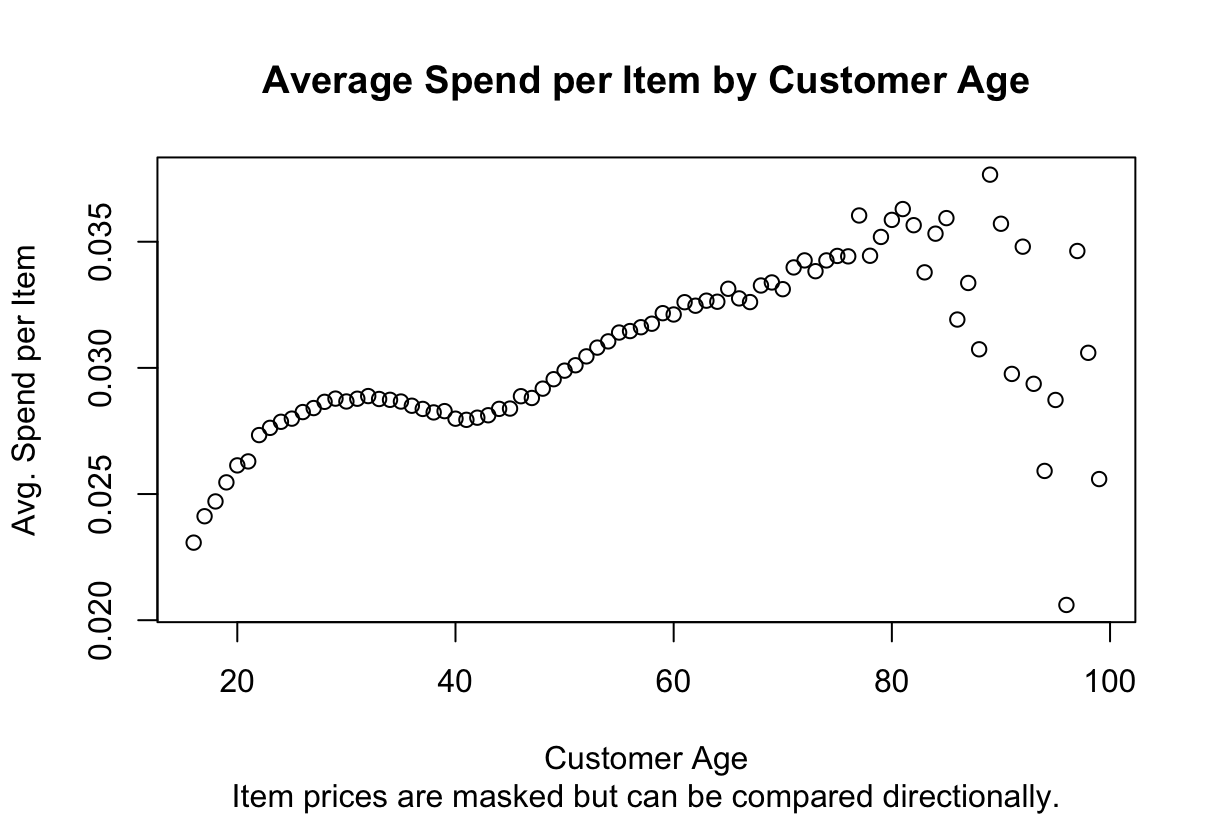 Average Spend per Item by Customer Age
Avg. Spend per Item
0.035
0.030
0.025
0.020
20 40 60 80 100
Customer Age
Item prices are masked but can be compared directionally.